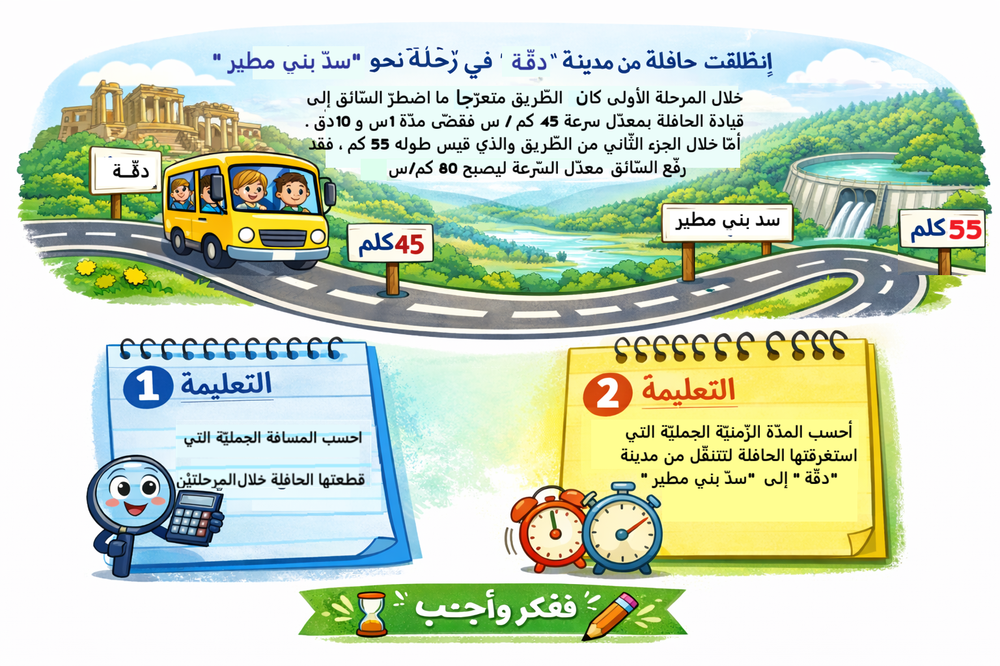 إنطلقت حافلة من مدينة "دقّة" في رَحْلَة نحو "سدّ بني مطير"
خلال المرحلة الأولى كان الطّريق متعرّجا ما اضطرّ السّائق إلى
قيادة الحافلة بمعدّل سرعة 45 كم / س فقضّى مدّة 1س و 10دق .
أمّا خلال الجزء الثّاني من الطّريق والذي قيس طوله 55 كم ، فقد
رفّع السّائق معدّل السّرعة ليصبح 80 كم/س
دقّـة
45كلم
سد بني مطير
55كلم
1 التعليمة
احسب المسافة الجمليّة التي
قطعتها الحافلة خلال المرحلتيْن
2 التعليمة
أحسب المدّة الزّمنيّة الجمليّة التي
استغرقتها الحافلة لتتنقّل من مدينة
"دقّة " إلى "سدّ بني مطير "
ففكر وأجنب